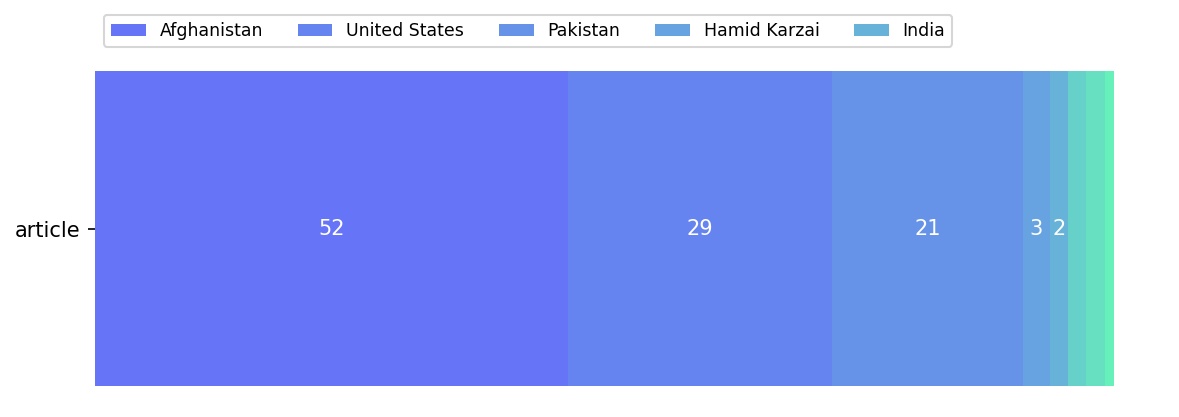 Afghanistan United States Pakistan Hamid Karzai India
article 52 29 21 3 2